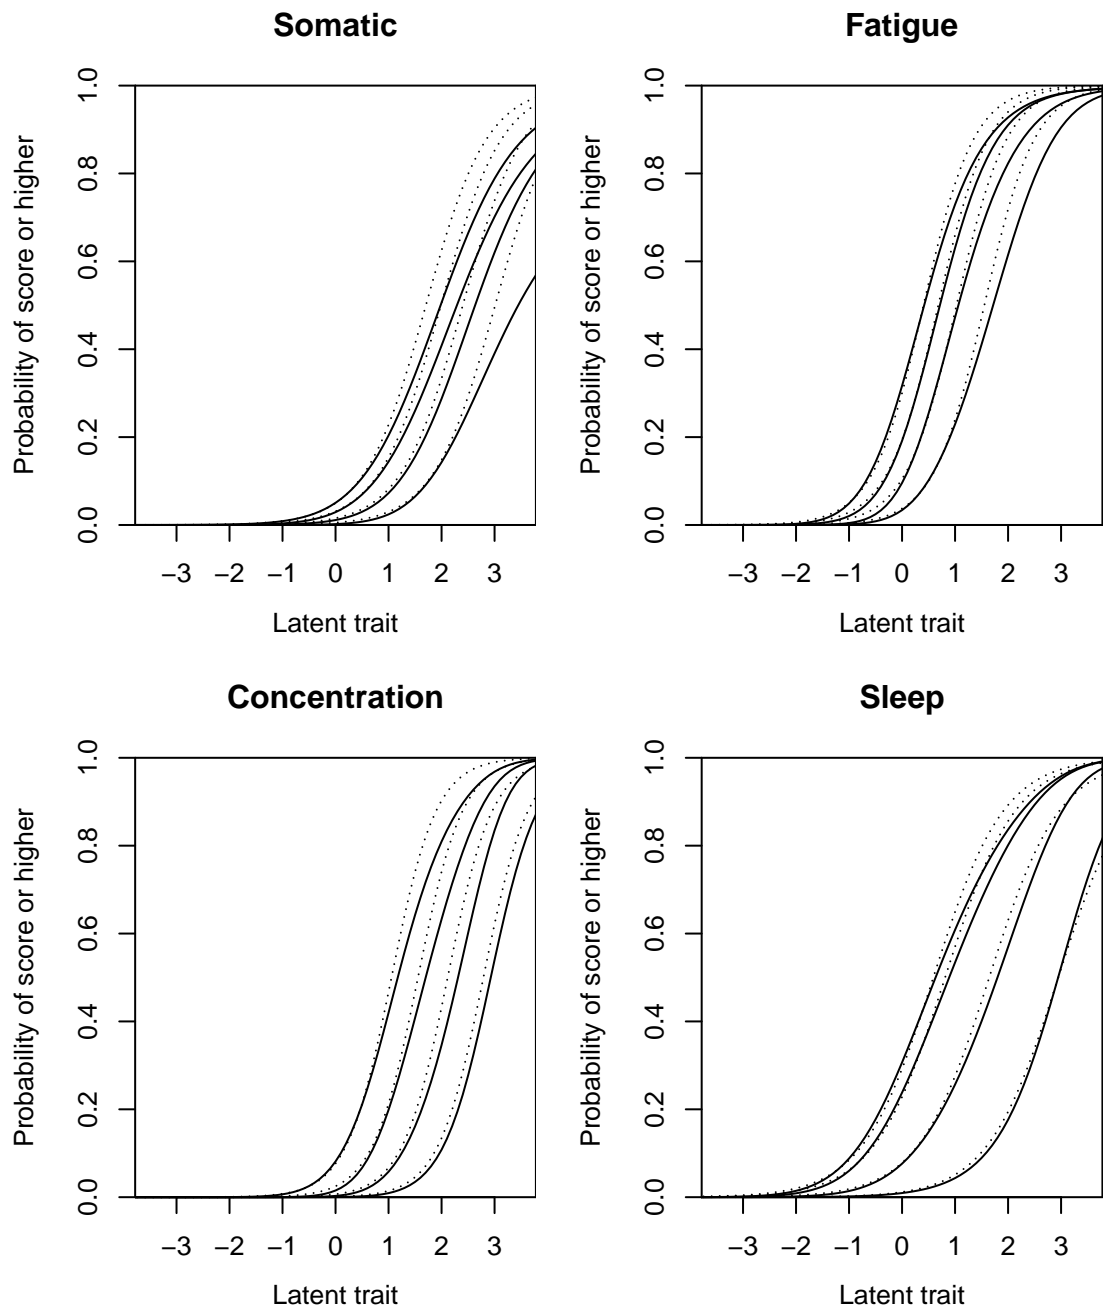 Somatic
Probability of score or higher
0.0 0.2 0.4 0.6 0.8 1.0
−3 −2 −1 0 1 2 3
Latent trait
Fatigue
Probability of score or higher
0.0 0.2 0.4 0.6 0.8 1.0
−3 −2 −1 0 1 2 3
Latent trait
Concentration
Probability of score or higher
0.0 0.2 0.4 0.6 0.8 1.0
−3 −2 −1 0 1 2 3
Latent trait
Sleep
Probability of score or higher
0.0 0.2 0.4 0.6 0.8 1.0
−3 −2 −1 0 1 2 3
Latent trait